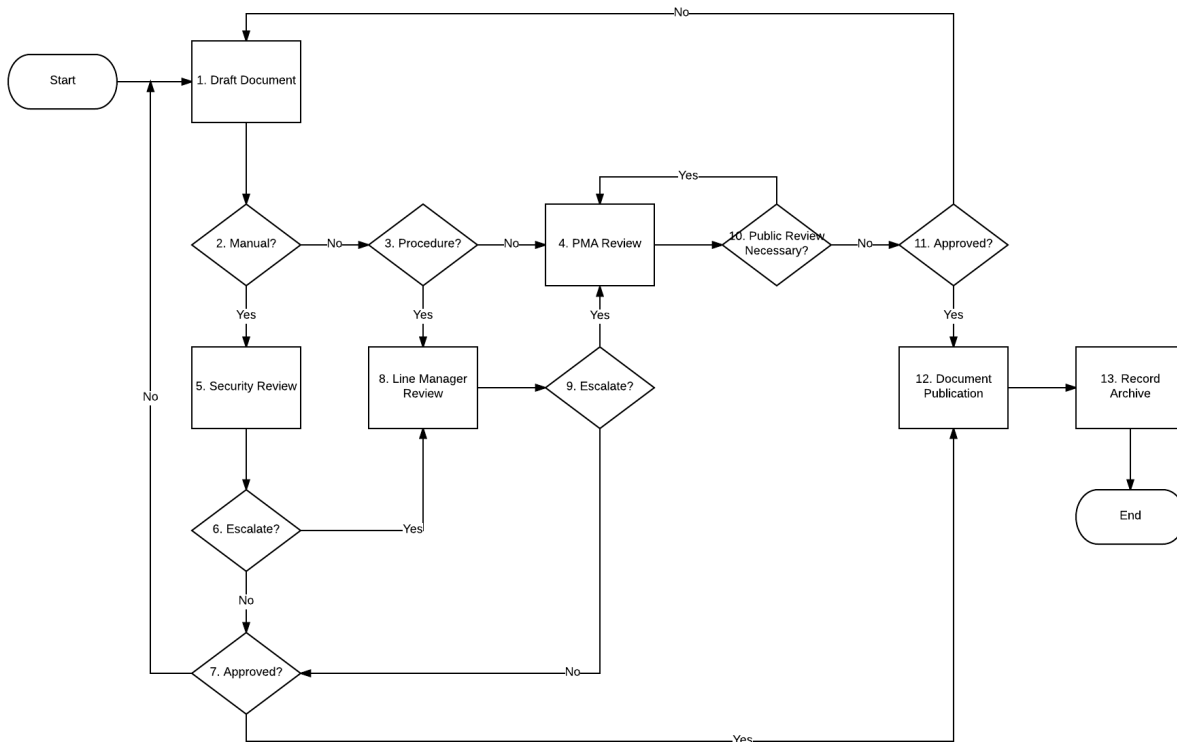 No
Start
1. Draft Document
Yes
2. Manual?
No
3. Procedure?
No
4. PMA Review
10. Public Review
Necessary?
No
11. Approved?
Yes
Yes
Yes
Yes
5. Security Review
8. Line Manager
Review
9. Escalate?
12. Document
Publication
13. Record
Archive
No
6. Escalate?
Yes
End
No
7. Approved?
No
Yes